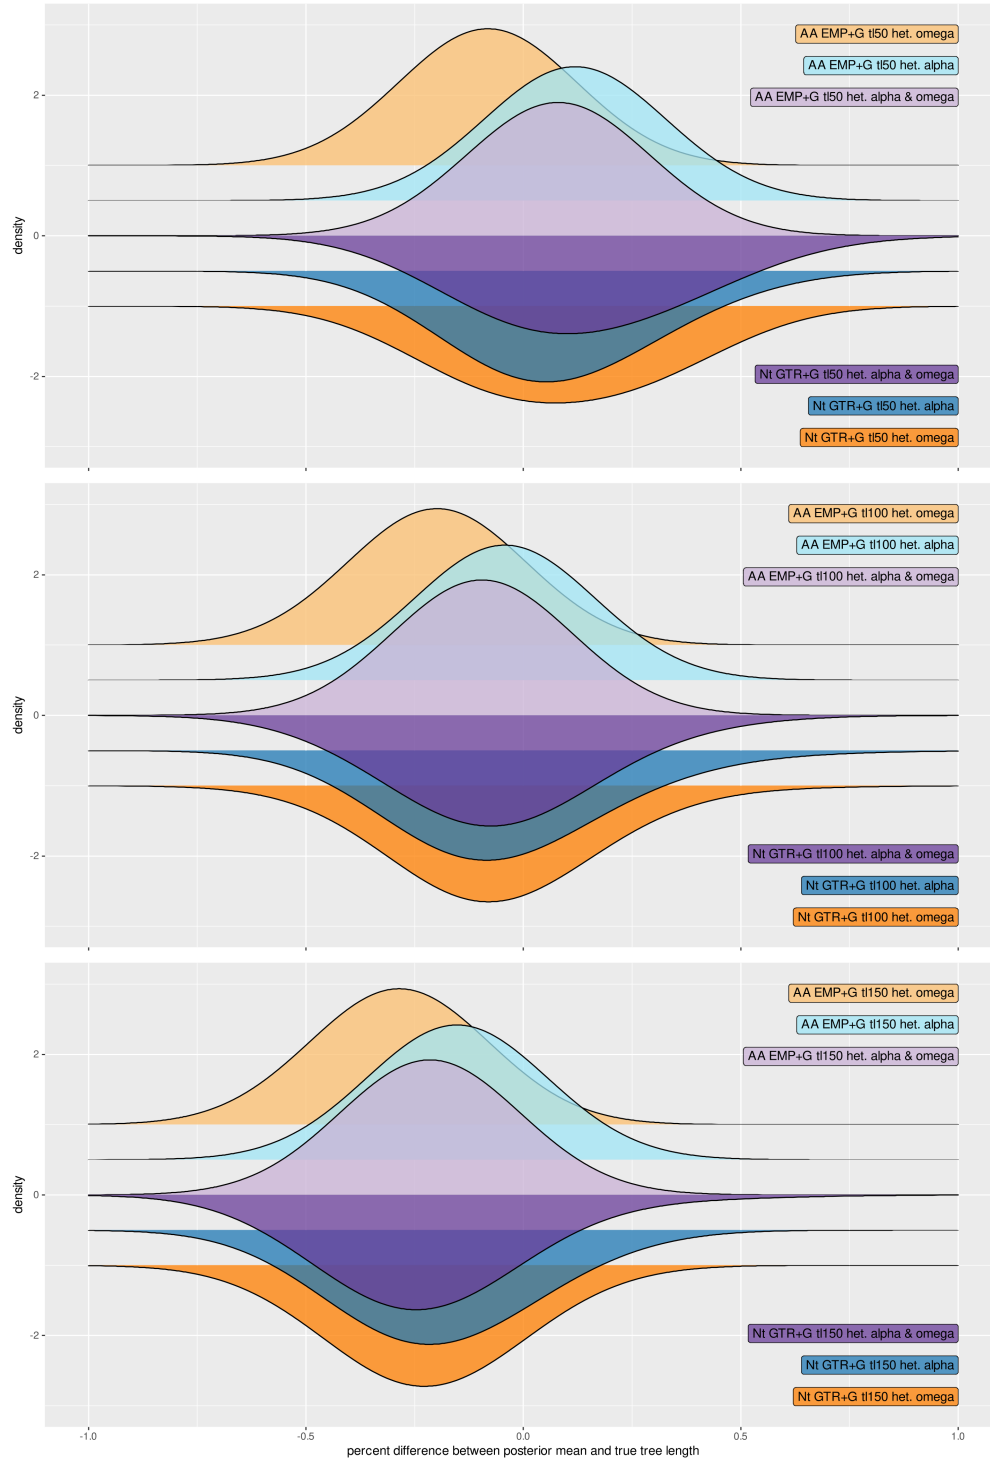 AA EMP+G tl50 het. omega
AA EMP+G tl50 het. alpha
AA EMP+G tl50 het. alpha & omega
2
0
-2
density
Nt GTR+G tl50 het. alpha & omega
Nt GTR+G tl50 het. alpha
Nt GTR+G tl50 het. omega
AA EMP+G tl100 het. omega
AA EMP+G tl100 het. alpha
AA EMP+G tl100 het. alpha & omega
2
0
-2
density
Nt GTR+G tl100 het. alpha & omega
Nt GTR+G tl100 het. alpha
Nt GTR+G tl100 het. omega
AA EMP+G tl150 het. omega
AA EMP+G tl150 het. alpha
AA EMP+G tl150 het. alpha & omega
2
0
-2
density
Nt GTR+G tl150 het. alpha & omega
Nt GTR+G tl150 het. alpha
Nt GTR+G tl150 het. omega
-1.0 -0.5 0.0 0.5 1.0
percent difference between posterior mean and true tree length